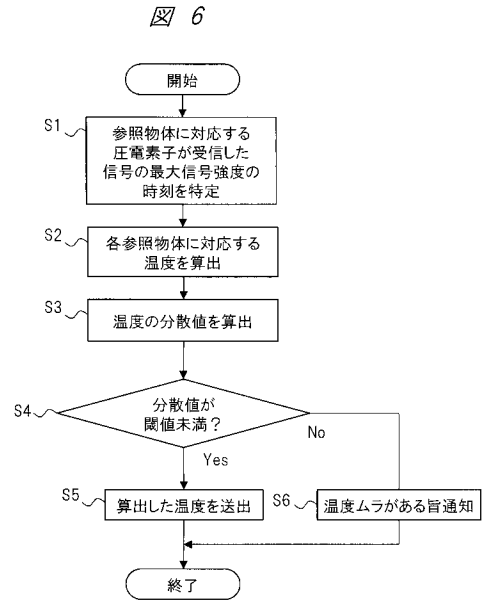 図 6
開始
S1
参照物体に対応する
圧電素子が受信した
信号の最大信号強度の
時刻を特定
S2
各参照物体に対応する
温度を算出
S3
温度の分散値を算出
S4
分散値が
閾値未満？
No
Yes
S5
算出した温度を送出
S6
温度ムラがある旨通知
終了